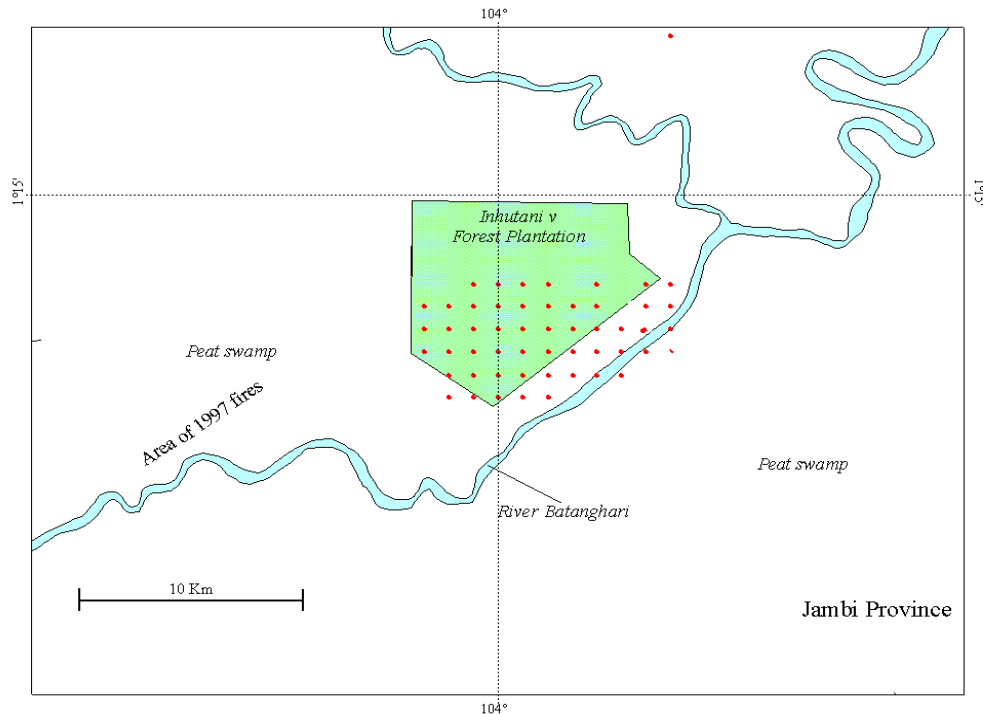 104°
1°15'
1°15'
Inhutani v
Forest Plantation
Peat swamp
Area of 1997 fires
Peat swamp
River Batanghari
10 Km
Jambi Province
104°